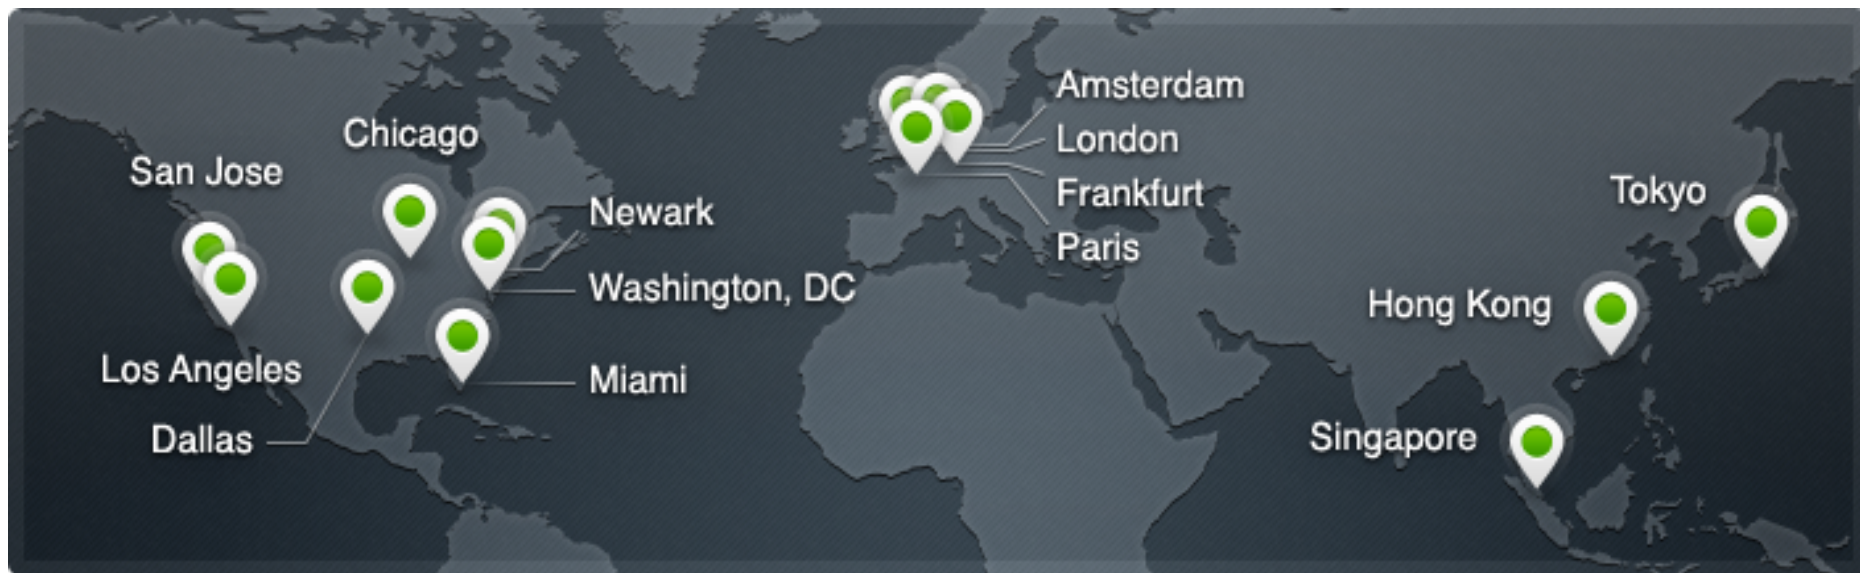 San Jose
Chicago
Newark
Washington, DC
Los Angeles
Dallas
Miami
Amsterdam
London
Frankfurt
Paris
Tokyo
Hong Kong
Singapore